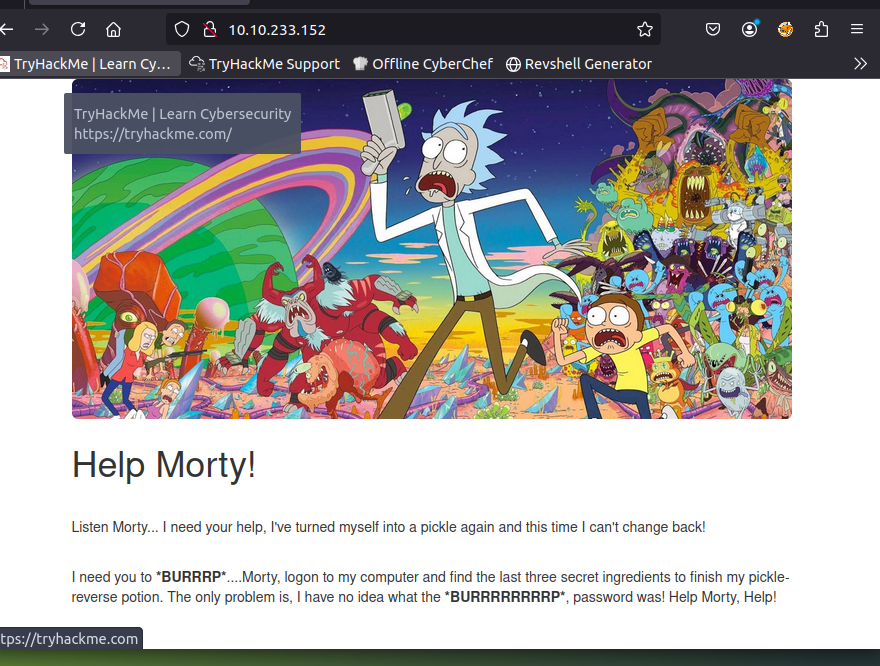 10.10.233.152
TryHackMe | Learn Cy... TryHackMe Support Offline CyberChef Revshell Generator
TryHackMe | Learn Cybersecurity
https://tryhackme.com/
Help Morty!
Listen Morty... I need your help, I've turned myself into a pickle again and this time I can't change back!
I need you to *BURRRP*....Morty, logon to my computer and find the last three secret ingredients to finish my pickle-
reverse potion. The only problem is, I have no idea what the *BURRRRRRRRP*, password was! Help Morty, Help!
tps://tryhackme.com